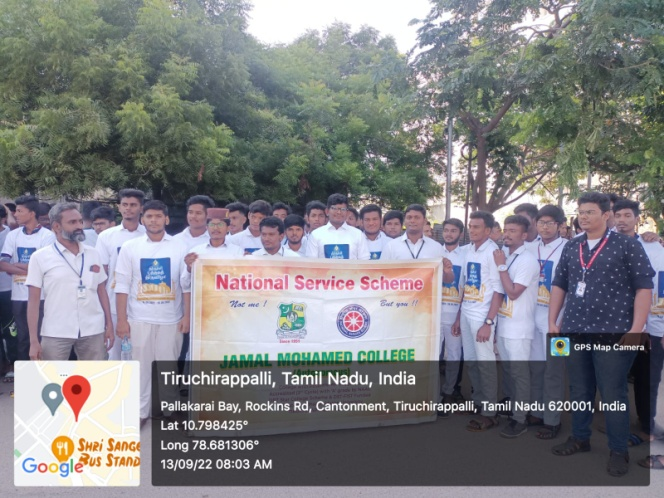 National Service Scheme
Not me !
But you !!
Since 1951
JAMAL MOHAMED COLLEGE
GPS Map Camera
Tiruchirappalli, Tamil Nadu, India
Pallakarai Bay, Rockins Rd, Cantonment, Tiruchirappalli, Tamil Nadu 620001, India
Lat 10.798425°
Long 78.681306°
13/09/22 08:03 AM
SHRI SANGE
BUS STAND
Google